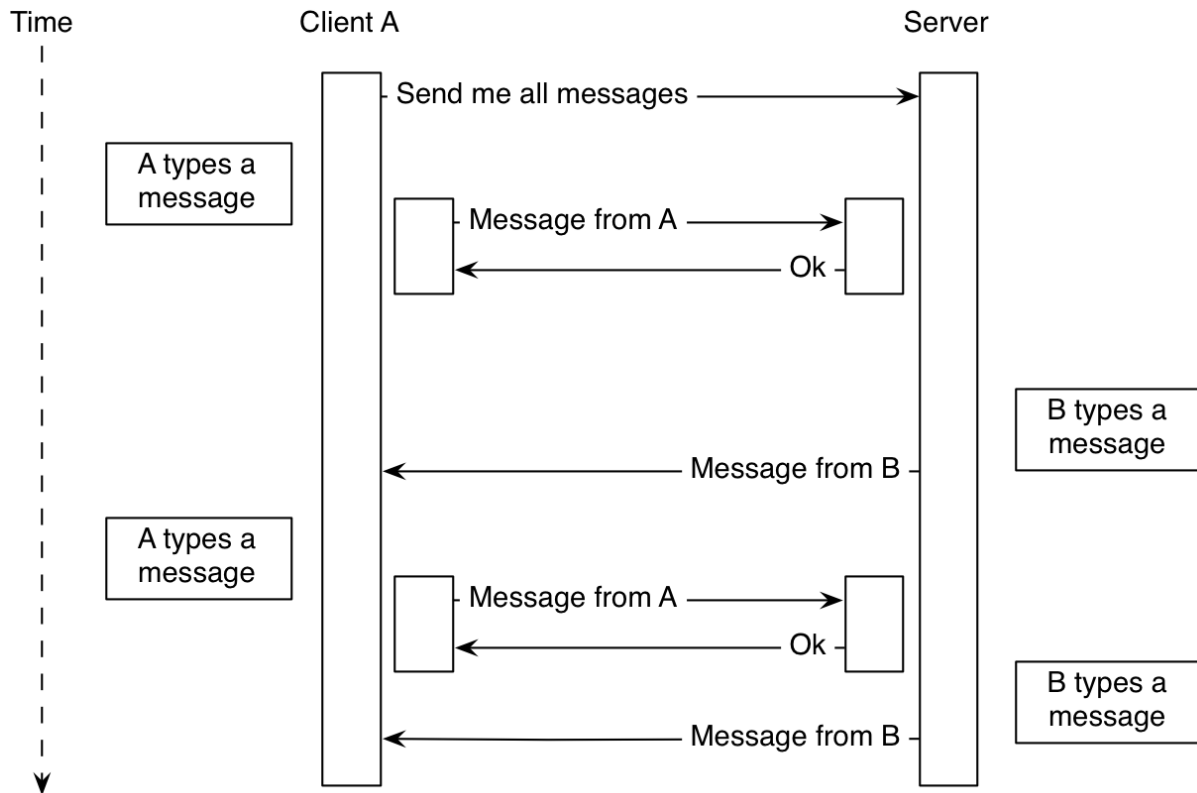 Time
Client A
Server
Send me all messages
A types a
message
Message from A
Ok
B types a
message
Message from B
A types a
message
Message from A
Ok
B types a
message
Message from B